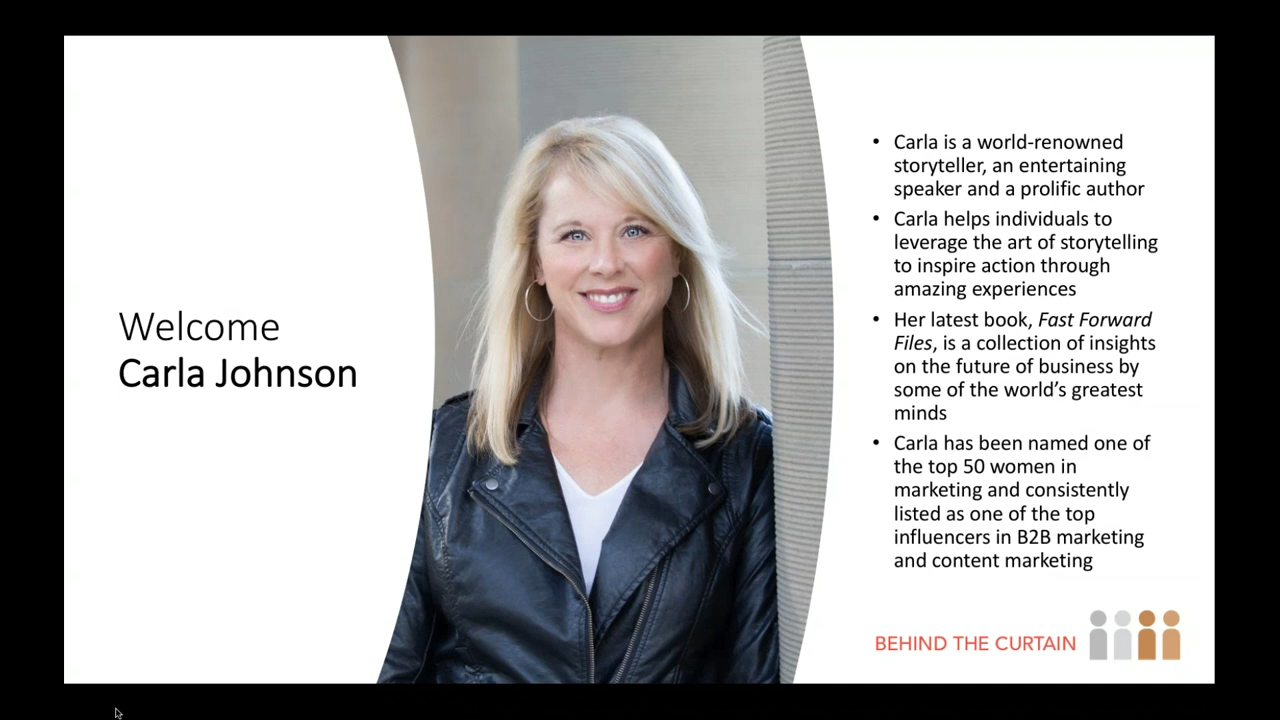 Welcome
Carla Johnson
• Carla is a world-renowned
storyteller, an entertaining
speaker and a prolific author
• Carla helps individuals to
leverage the art of storytelling
to inspire action through
amazing experiences
• Her latest book, Fast Forward
Files, is a collection of insights
on the future of business by
some of the world’s greatest
minds
• Carla has been named one of
the top 50 women in
marketing and consistently
listed as one of the top
influencers in B2B marketing
and content marketing
BEHIND THE CURTAIN